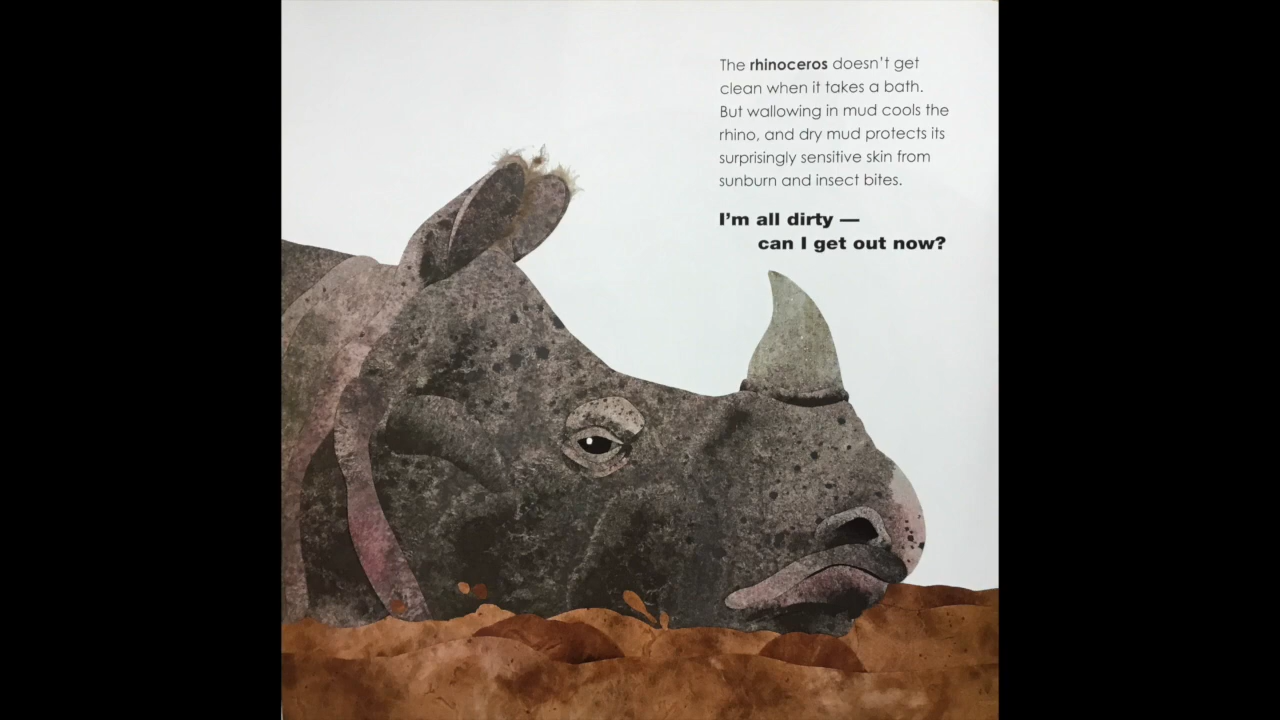 The rhinoceros doesn't get
clean when it takes a bath.
But wallowing in mud cools the
rhino, and dry mud protects its
surprisingly sensitive skin from
sunburn and insect bites.
I'm all dirty —
can I get out now?